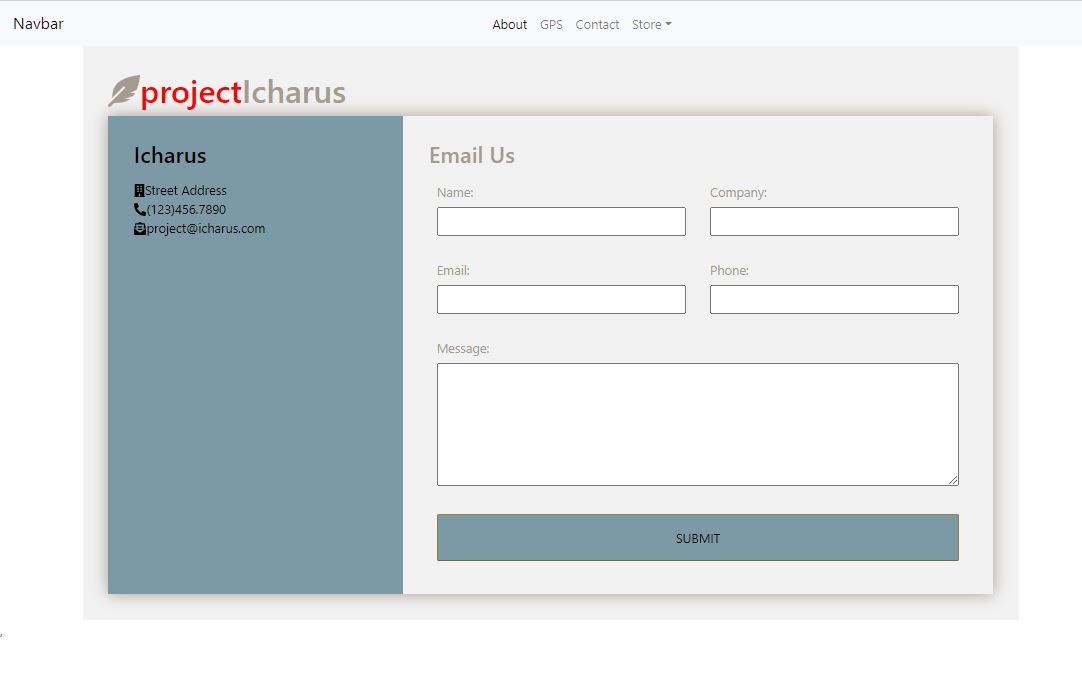 Navbar About GPS Contact Store
projectIcharus
Icharus
Street Address
(123)456.7890
project@icharus.com
Email Us
Name: Company:
Email: Phone:
Message:
SUBMIT
,